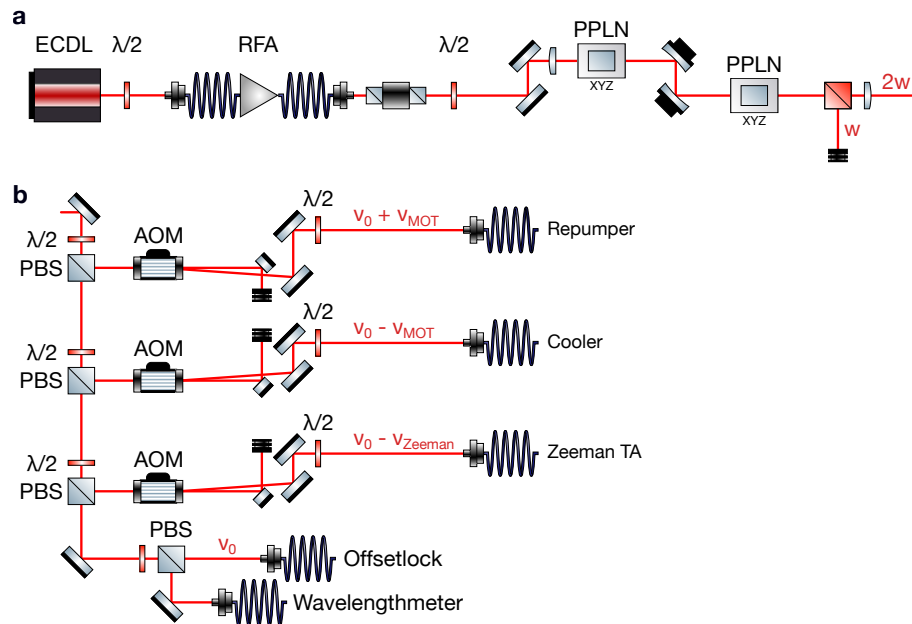 a
ECDL
λ/2
RFA
λ/2
PPLN
XYZ
PPLN
XYZ
2w
w
b
λ/2
PBS
AOM
λ/2
ν0 + νMOT
Repumper
λ/2
PBS
AOM
λ/2
ν0 - νMOT
Cooler
λ/2
PBS
AOM
λ/2
ν0 - νZeeman
Zeeman TA
PBS
ν0
Offsetlock
Wavelengthmeter